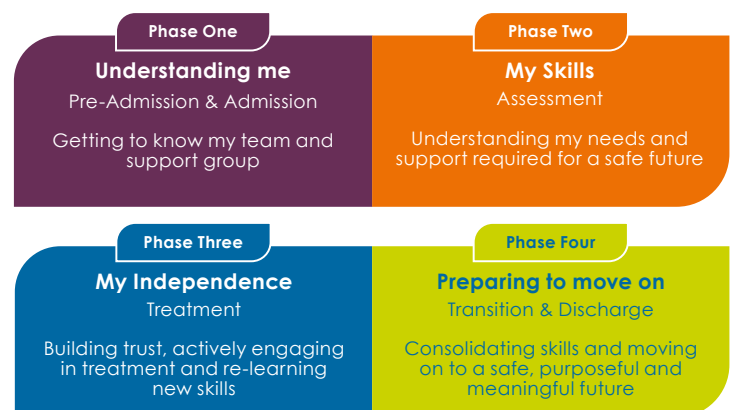 Phase One
Understanding me
Pre-Admission & Admission
Getting to know my team and
support group
Phase Two
My Skills
Assessment
Understanding my needs and
support required for a safe future
Phase Three
My Independence
Treatment
Building trust, actively engaging
in treatment and re-learning
new skills
Phase Four
Preparing to move on
Transition & Discharge
Consolidating skills and moving
on to a safe, purposeful and
meaningful future